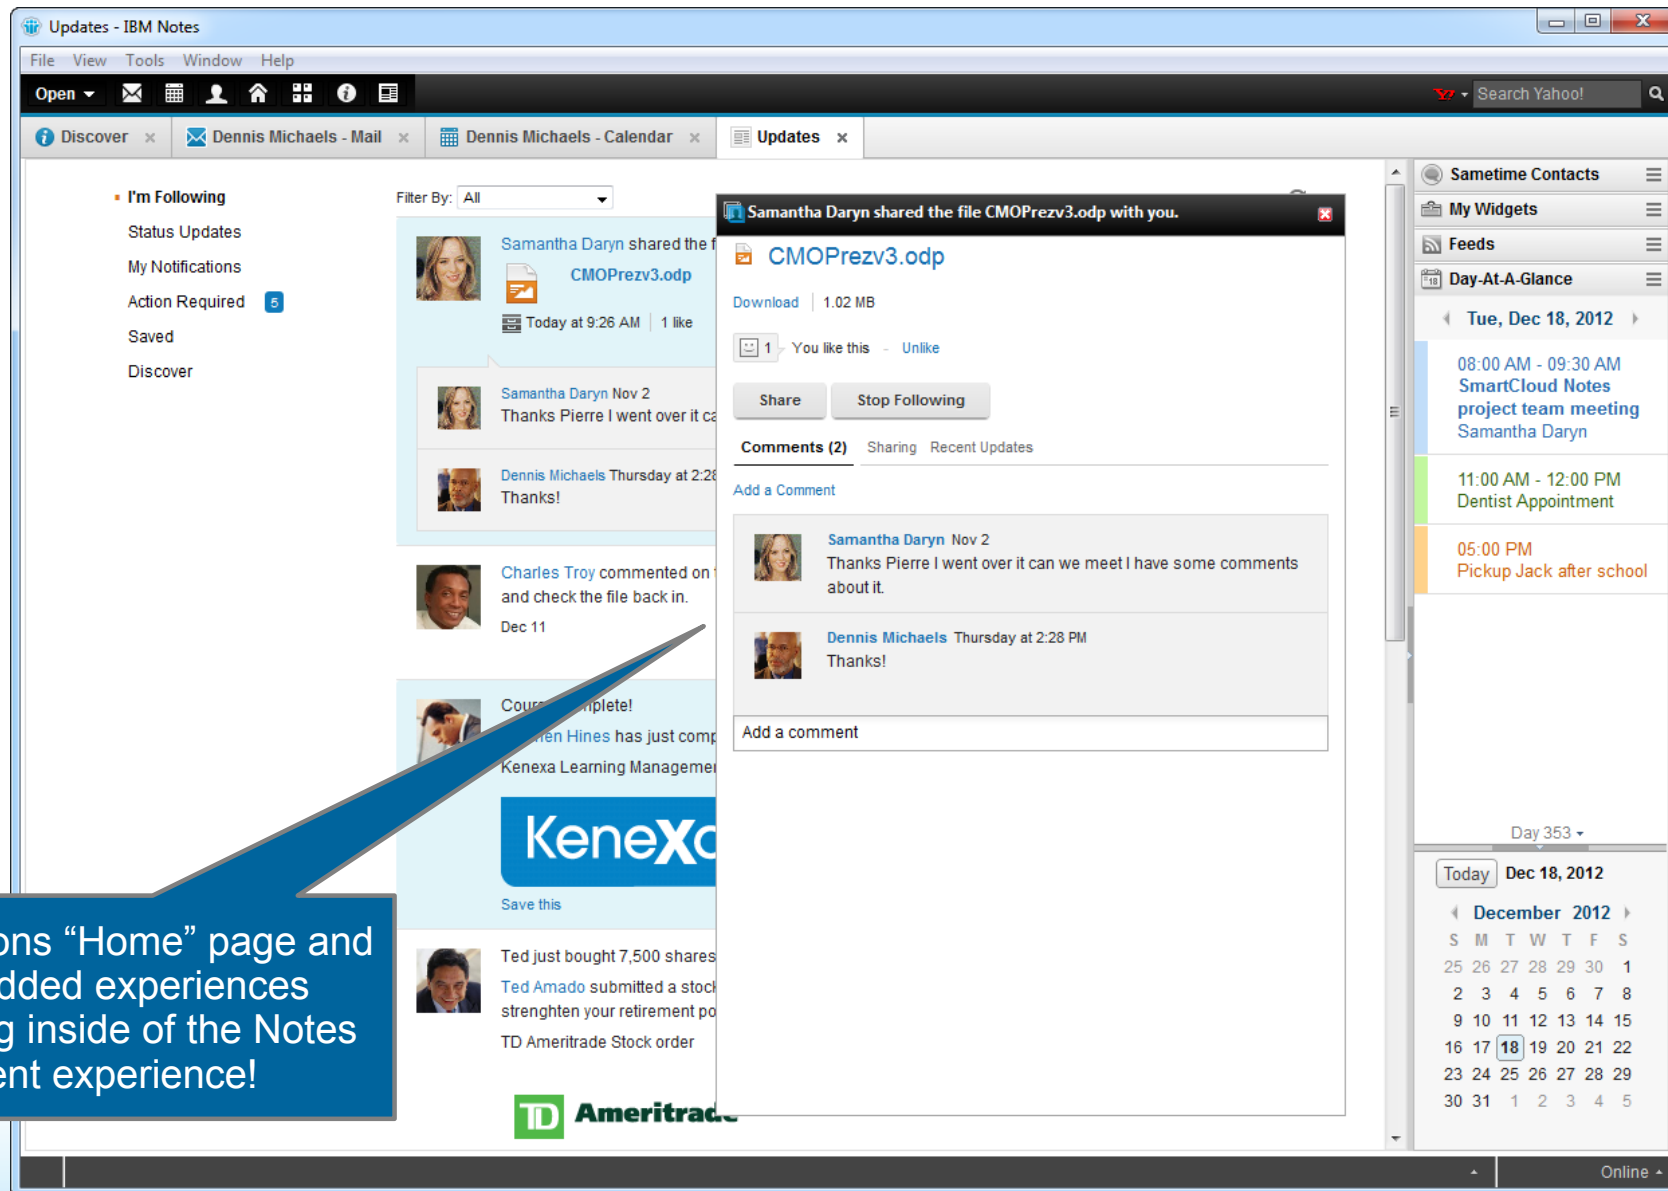 Updates - IBM Notes
File View Tools Window Help
Open
Search Yahoo!
Discover
Dennis Michaels - Mail
Dennis Michaels - Calendar
Updates
I'm Following
Status Updates
My Notifications
Action Required 5
Saved
Discover
Filter By: All
Samantha Daryn shared the
CMOPrezv3.odp
Today at 9:26 AM 1 like
Samantha Daryn Nov 2
Thanks Pierre I went over it
Dennis Michaels Thursday at
Thanks!
Charles Troy commented on
and check the file back in.
Dec 11
Hines has just
Kenexa Learning
Save this
Ted just bought 7,500 shares
Ted Amado submitted a
strenghten your retirement
TD Ameritrade Stock order
TD
Samantha Daryn shared the file CMOPrezv3.odp with you.
CMOPrezv3.odp
Download 1.02 MB
1 You like this - Unlike
Share Stop Following
Comments (2) Sharing Recent Updates
Add a Comment
Samantha Daryn Nov 2
Thanks Pierre I went over it can we meet I have some comments
about it.
Dennis Michaels Thursday at 2:28 PM
Thanks!
Add a comment
“Home” page and
experiences
inside of the Notes
experience!
Sametime Contacts
My Widgets
Feeds
18 Day-At-A-Glance
Tue, Dec 18, 2012
08:00 AM - 09:30 AM
SmartCloud Notes
project team meeting
Samantha Daryn
11:00 AM - 12:00 PM
Dentist Appointment
05:00 PM
Pickup Jack after school
Day 353
Today Dec 18, 2012
December 2012
S M T W T F S
25 26 27 28 29 30 1
2 3 4 5 6 7 8
9 10 11 12 13 14 15
16 17 18 19 20 21 22
23 24 25 26 27 28 29
30 31 1 2 3 4 5
Online